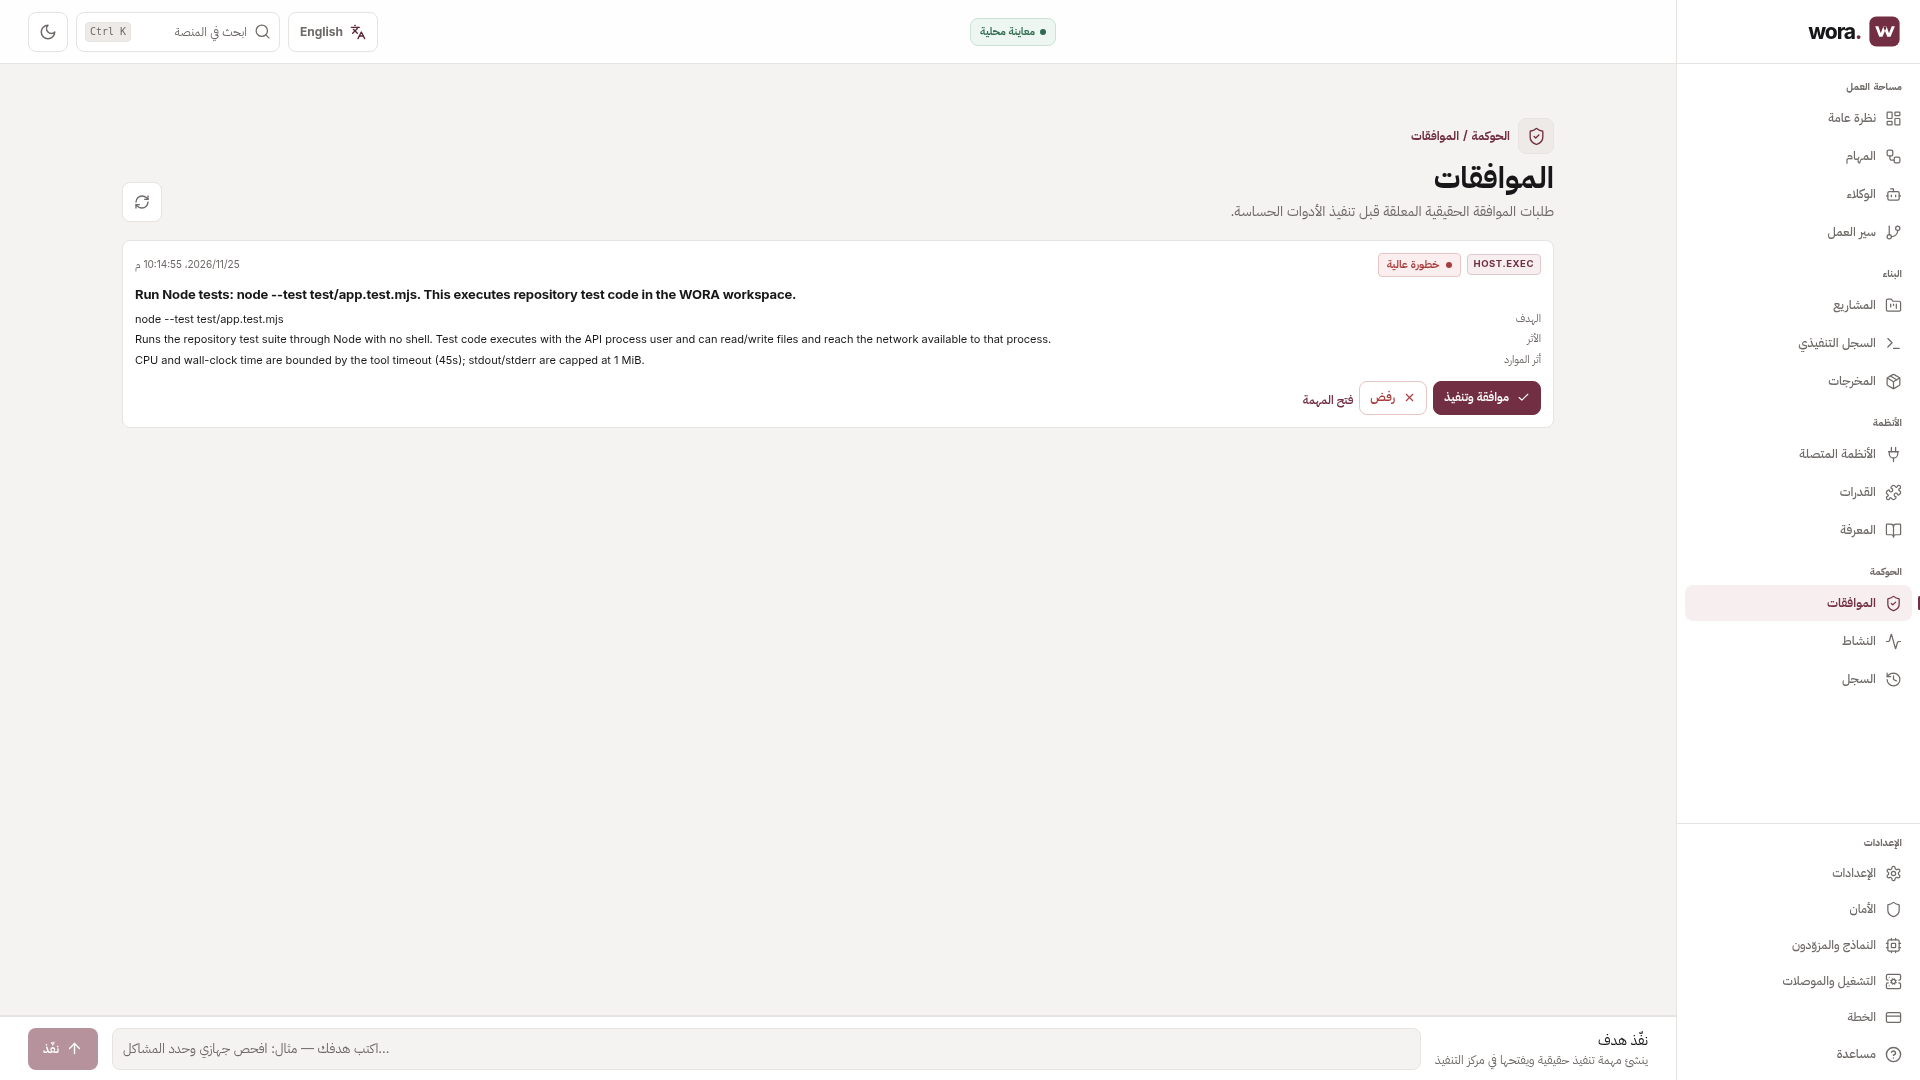 wora.
معاينة محلية
English
ابحث في المنصة
Ctrl K
مساحة العمل
نظرة عامة
المهام
الوكلاء
سير العمل
البناء
المشاريع
السجل التنفيذي
المخرجات
الأنظمة
الأنظمة المتصلة
القدرات
المعرفة
الحوكمة
الموافقات
النشاط
السجل
الإعدادات
الإعدادات
الأمان
النماذج والمزوّدون
التشغيل والموصلات
الخطة
مساعدة
الحوكمة / الموافقات
الموافقات
طلبات الموافقة الحقيقية المعلقة قبل تنفيذ الأدوات الحساسة.
HOST.EXEC
خطورة عالية
2026/11/25، 10:14:55 م
Run Node tests: node --test test/app.test.mjs. This executes repository test code in the WORA workspace.
الهدف
node --test test/app.test.mjs
الأثر
Runs the repository test suite through Node with no shell. Test code executes with the API process user and can read/write files and reach the network available to that process.
أثر الموارد
CPU and wall-clock time are bounded by the tool timeout (45s); stdout/stderr are capped at 1 MiB.
موافقة وتنفيذ
رفض
فتح المهمة
نفّذ هدف
ينشئ مهمة تنفيذ حقيقية ويفتحها في مركز التنفيذ
اكتب هدفك — مثال: افحص جهازي وحدد المشاكل...
نفّذ